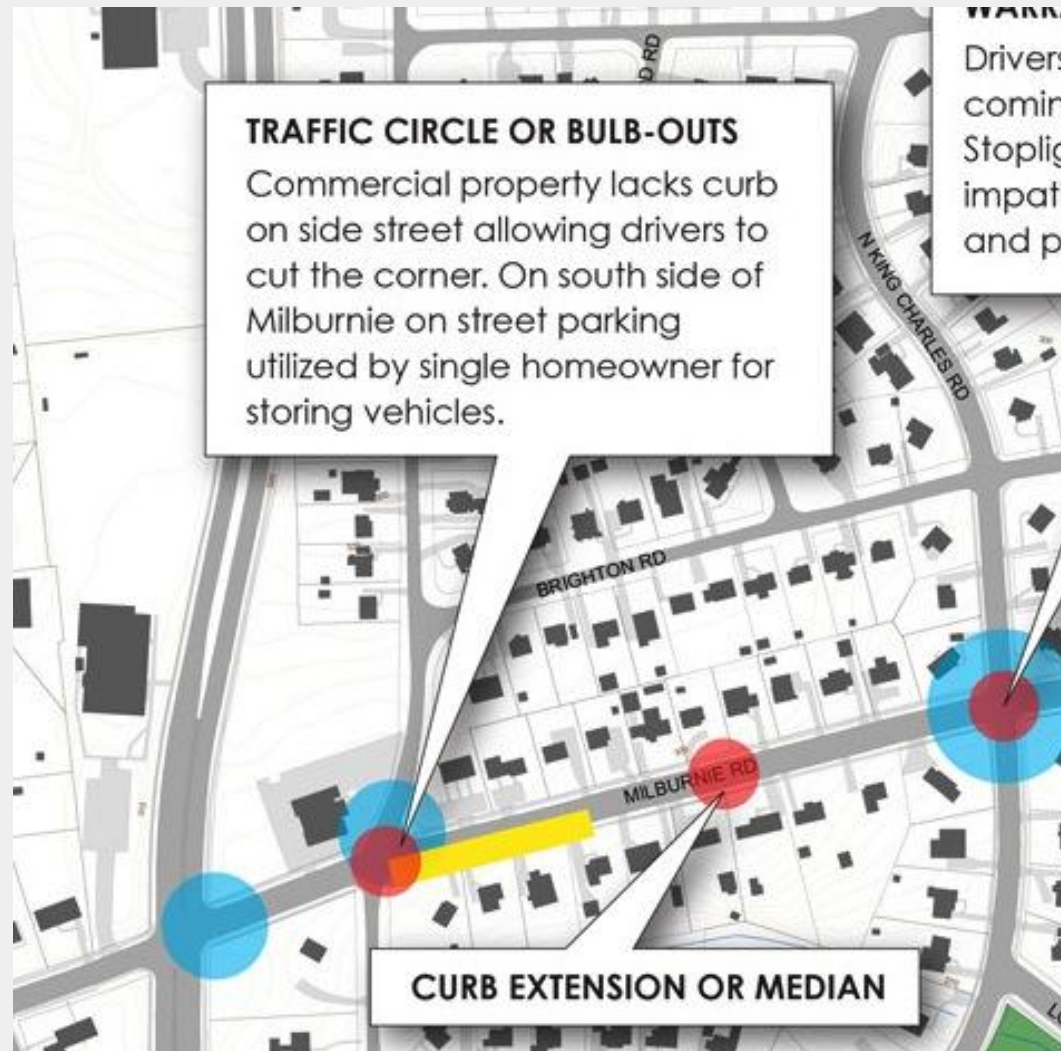 TRAFFIC CIRCLE OR BULB-OUTS
Commercial property lacks curb
on side street allowing drivers to
cut the corner. On south side of
Milburnie on street parking
utilized by single homeowner for
storing vehicles.
Drivers
Stoplig
and p
N KING CHARLES RD
RD
BRIGHTON RD
MILBURNIE RD
CURB EXTENSION OR MEDIAN